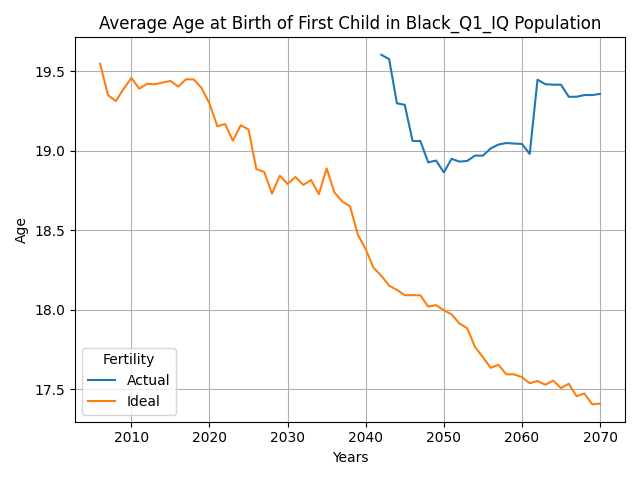 Average Age at Birth of First Child in Black_Q1_IQ Population
Age
19.5
19.0
18.5
18.0
17.5
Fertility
Actual
Ideal
2010 2020 2030 2040 2050 2060 2070
Years